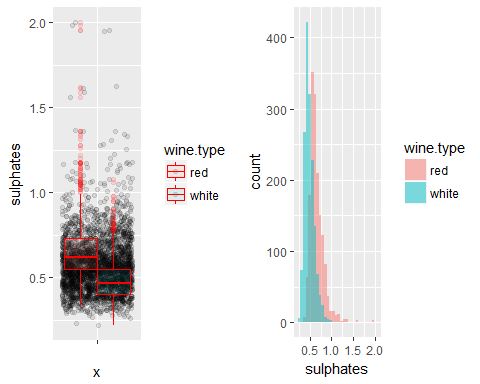 2.0
1.5
1.0
0.5
sulphates
x
wine.type
red
white
400
300
200
100
0
count
0.5 1.0 1.5 2.0
sulphates
wine.type
red
white